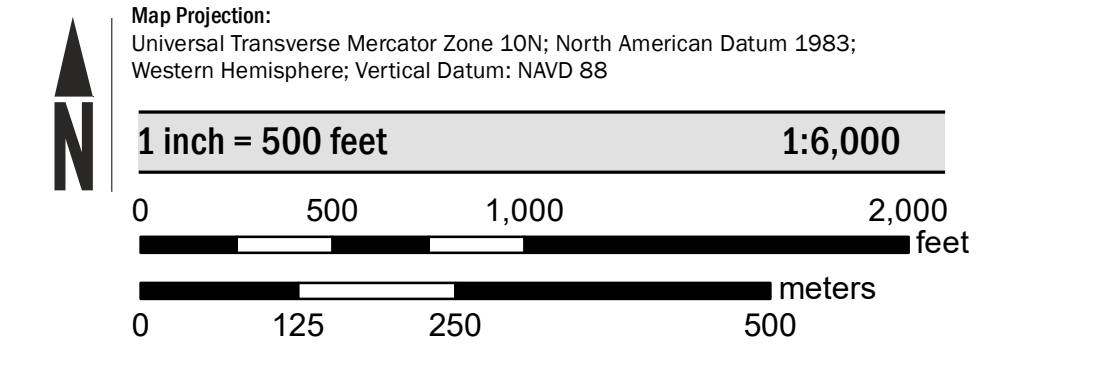 Map Projection:
Universal Transverse Mercator Zone 10N; North American Datum 1983;
Western Hemisphere; Vertical Datum: NAVD 88
N
1 inch = 500 feet 1:6,000
0 500 1,000 2,000
feet
meters
0 125 250 500